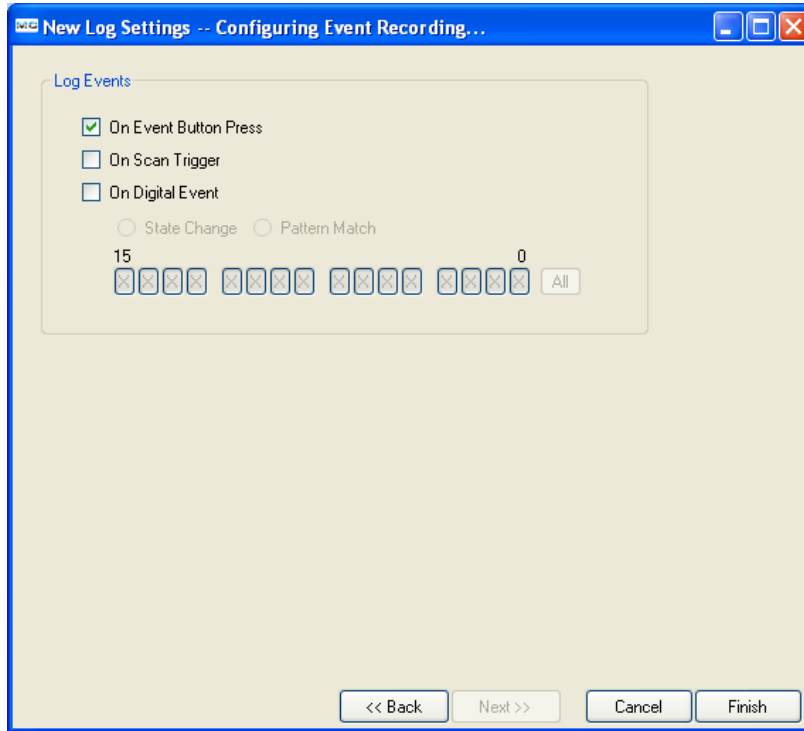 MC New Log Settings -- Configuring Event Recording...
Log Events
On Event Button Press
On Scan Trigger
On Digital Event
State Change Pattern Match
15 0
X X X X X X X X X X X X X X X X All
<< Back Next >> Cancel Finish